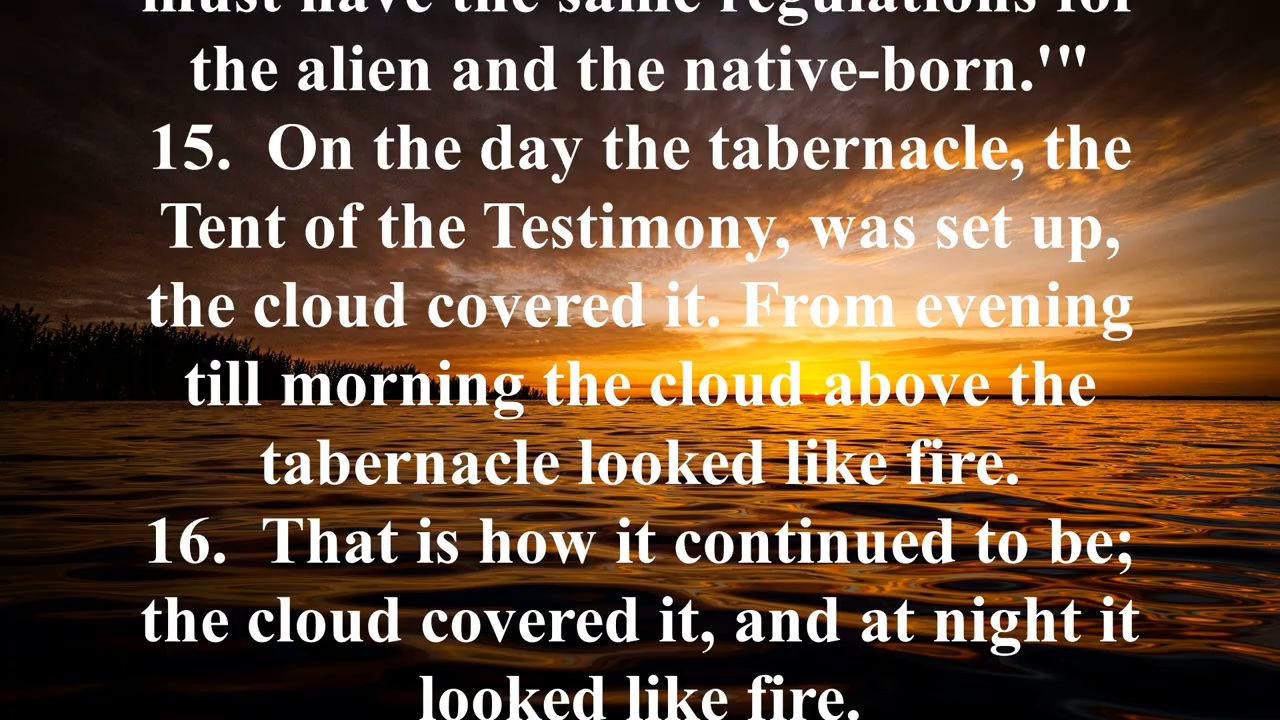 must have the same regulations for
the alien and the native-born.'"
15.  On the day the tabernacle, the
Tent of the Testimony, was set up,
the cloud covered it. From evening
till morning the cloud above the
tabernacle looked like fire.
16.  That is how it continued to be;
the cloud covered it, and at night it
looked like fire.